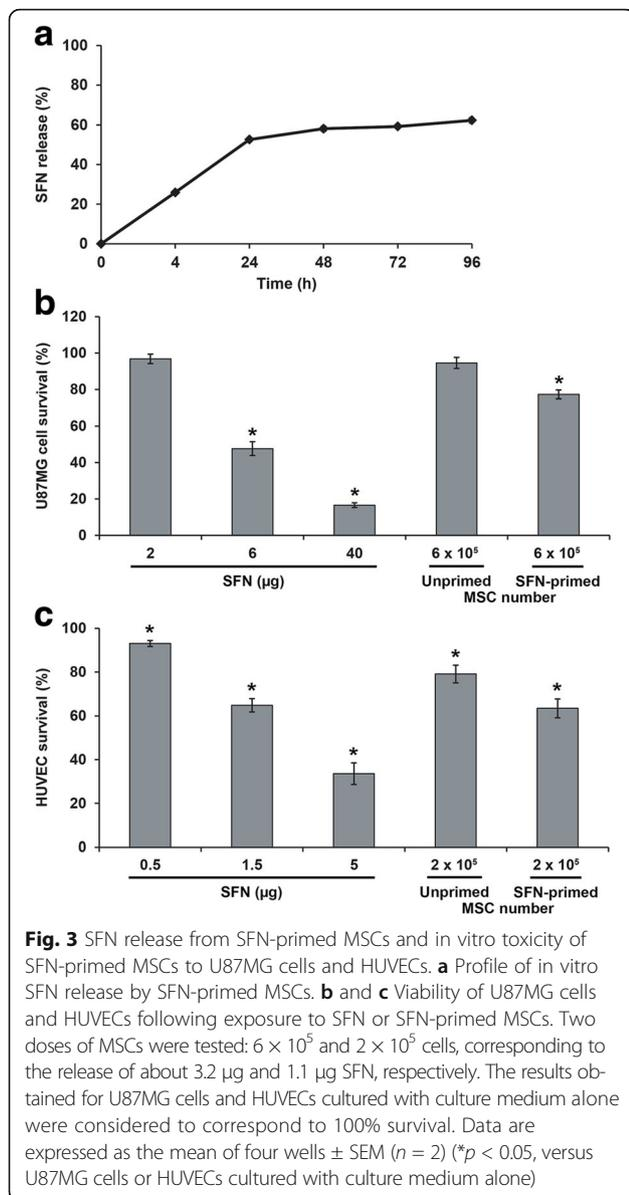 a
100
80
60
40
20
0
SFN release (%)
0 4 24 48 72 96
Time (h)
b
120
100
80
60
40
20
0
U87MG cell survival (%)
* * *
2 6 40 6 x 10⁵ 6 x 10⁵
SFN (µg) Unprimed SFN-primed
MSC number
c
100
80
60
40
20
0
HUVEC survival (%)
* * * * *
0.5 1.5 5 2 x 10⁵ 2 x 10⁵
SFN (µg) Unprimed SFN-primed
MSC number
Fig. 3 SFN release from SFN-primed MSCs and in vitro toxicity of
SFN-primed MSCs to U87MG cells and HUVECs. a Profile of in vitro
SFN release by SFN-primed MSCs. b and c Viability of U87MG cells
and HUVECs following exposure to SFN or SFN-primed MSCs. Two
doses of MSCs were tested: 6 × 10⁵ and 2 × 10⁵ cells, corresponding to
the release of about 3.2 µg and 1.1 µg SFN, respectively. The results ob-
tained for U87MG cells and HUVECs cultured with culture medium alone
were considered to correspond to 100% survival. Data are
expressed as the mean of four wells ± SEM (n = 2) (*p < 0.05, versus
U87MG cells or HUVECs cultured with culture medium alone)